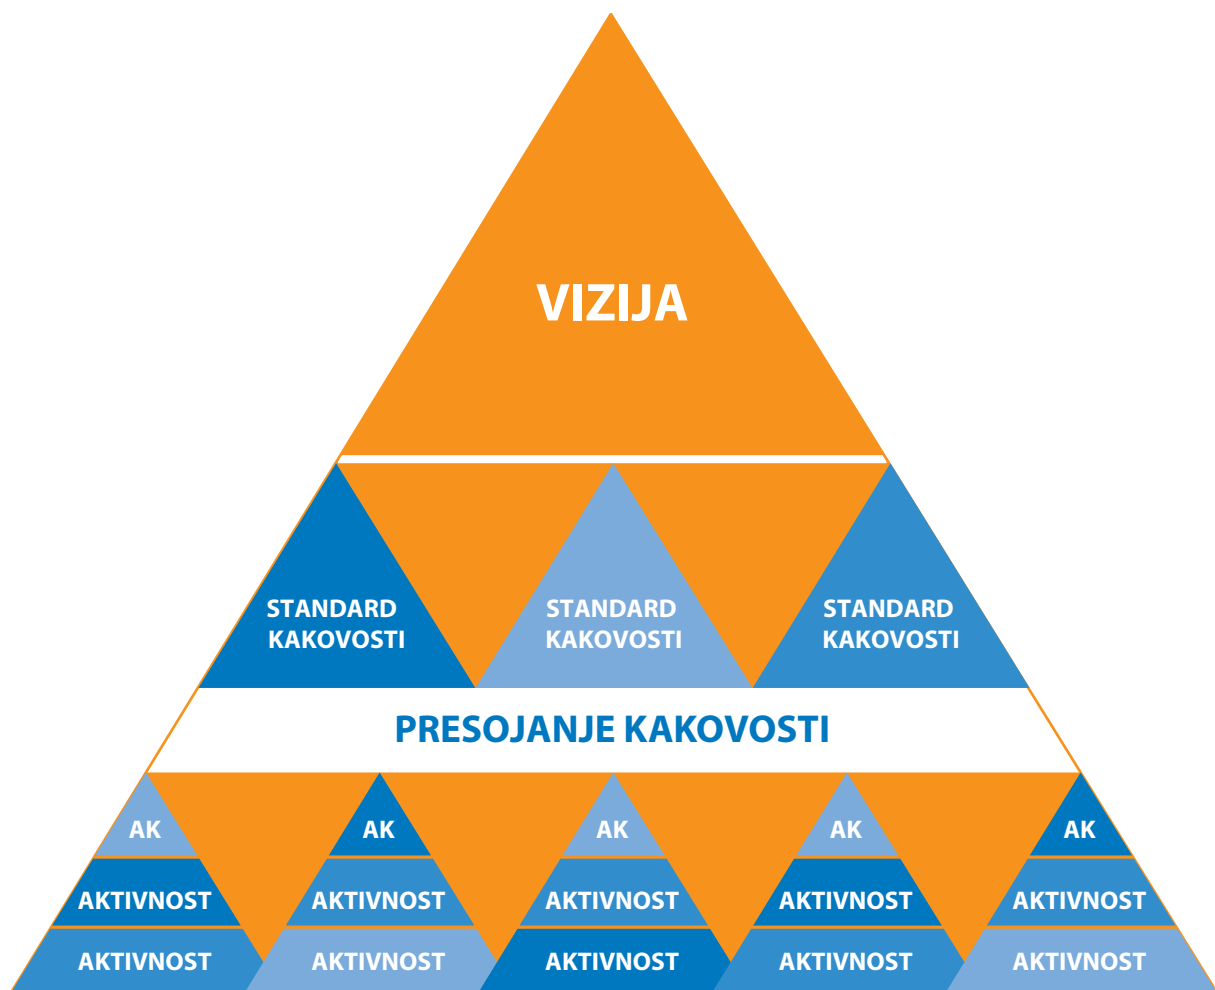 VIZIJA
STANDARD STANDARD STANDARD
KAKOVOSTI KAKOVOSTI KAKOVOSTI
PRESOJANJE KAKOVOSTI
AK AK AK AK AK
AKTIVNOST AKTIVNOST AKTIVNOST AKTIVNOST AKTIVNOST
AKTIVNOST AKTIVNOST AKTIVNOST AKTIVNOST AKTIVNOST